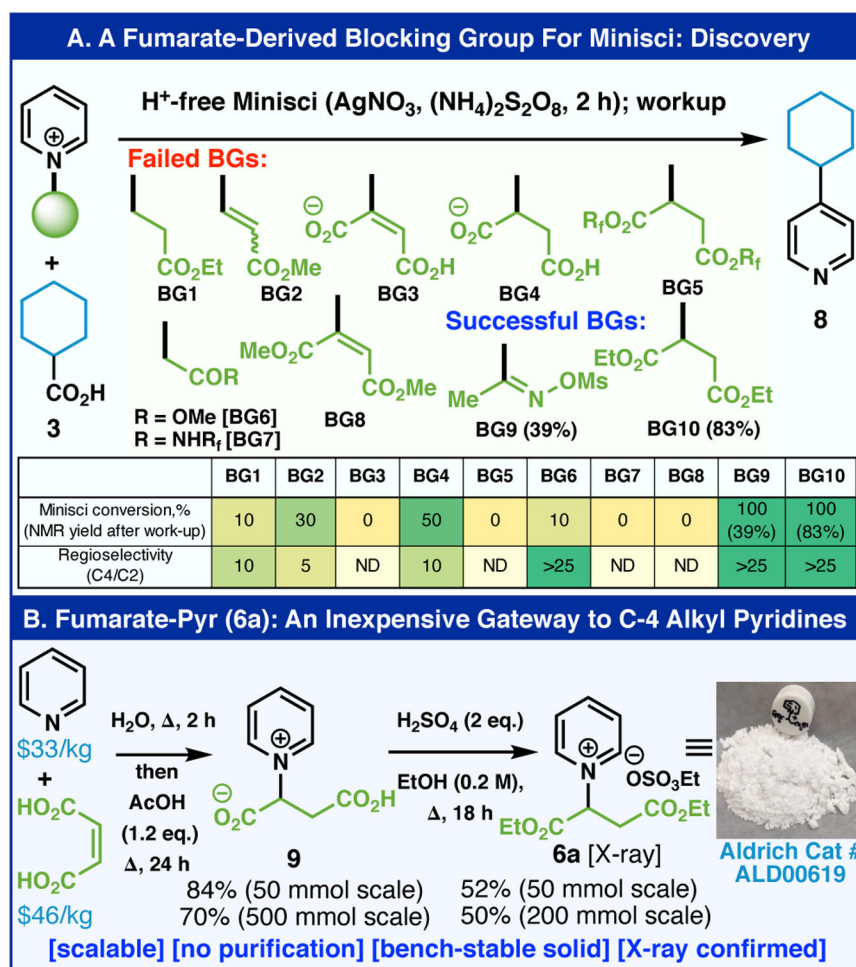 A. A Fumarate-Derived Blocking Group For Minisci: Discovery
H⁺-free Minisci (AgNO₃, (NH₄)₂S₂O₈, 2 h); workup
Failed BGs:
N
⊕
+
CO₂H
3
CO₂Et
BG1
CO₂Me
BG2
⊖
O₂C
CO₂H
BG3
⊖
O₂C
CO₂H
BG4
RfO₂C
CO₂Rf
BG5
N
8
COR
R = OMe [BG6]
R = NHRf [BG7]
MeO₂C
CO₂Me
BG8
Successful BGs:
Me
N
OMs
BG9 (39%)
EtO₂C
CO₂Et
BG10 (83%)
BG1 BG2 BG3 BG4 BG5 BG6 BG7 BG8 BG9 BG10
Minisci conversion,% (NMR yield after work-up) 10 30 0 50 0 10 0 0 100 (39%) 100 (83%)
Regioselectivity (C4/C2) 10 5 ND 10 ND >25 ND ND >25 >25
B. Fumarate-Pyr (6a): An Inexpensive Gateway to C-4 Alkyl Pyridines
N
$33/kg
+
HO₂C
HO₂C
$46/kg
H₂O, Δ, 2 h
then
AcOH
(1.2 eq.)
Δ, 24 h
⊕
N
⊖
O₂C
CO₂H
9
84% (50 mmol scale)
70% (500 mmol scale)
H₂SO₄ (2 eq.)
EtOH (0.2 M),
Δ, 18 h
⊕
N
⊖
OSO₃Et
EtO₂C
CO₂Et
6a [X-ray]
52% (50 mmol scale)
50% (200 mmol scale)
≡
Aldrich Cat #
ALD00619
[scalable] [no purification] [bench-stable solid] [X-ray confirmed]